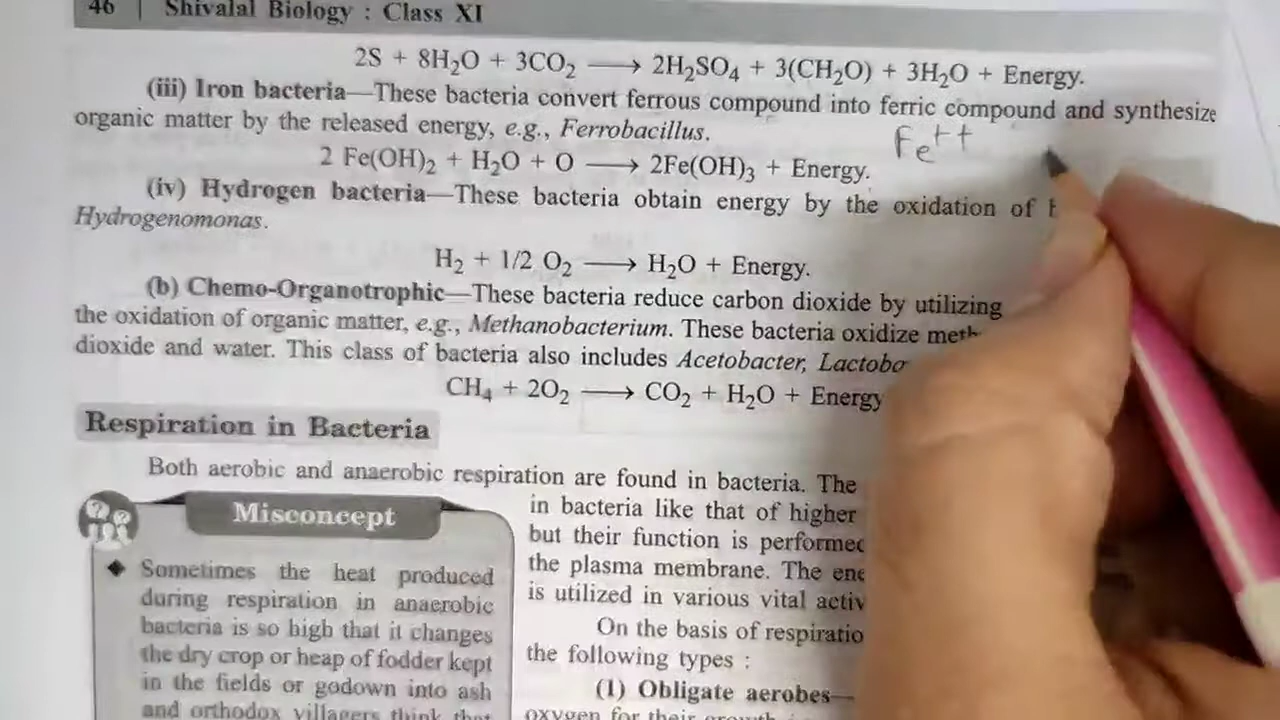 46 | Shivalal Biology : Class XI
2S + 8H₂O + 3CO₂ ⟶ 2H₂SO₄ + 3(CH₂O) + 3H₂O + Energy.
(iii) Iron bacteria—These bacteria convert ferrous compound into ferric compound and synthesize
organic matter by the released energy, e.g., Ferrobacillus.
Fe⁺⁺
2 Fe(OH)₂ + H₂O + O ⟶ 2Fe(OH)₃ + Energy.
(iv) Hydrogen bacteria—These bacteria obtain energy by the oxidation of
Hydrogenomonas.
H₂ + 1/2 O₂ ⟶ H₂O + Energy.
(b) Chemo-Organotrophic—These bacteria reduce carbon dioxide by utilizing
the oxidation of organic matter, e.g., Methanobacterium. These bacteria oxidize
dioxide and water. This class of bacteria also includes Acetobacter,
CH₄ + 2O₂ ⟶ CO₂ + H₂O + Energy
Respiration in Bacteria
Both aerobic and anaerobic respiration are found in bacteria. The
in bacteria like that of higher
but their function is
the plasma membrane. The
is utilized in various vital
On the basis of
the following types :
(1) Obligate aerobes—
oxygen for their growth
Misconcept
◆ Sometimes the heat produced
during respiration in anaerobic
bacteria is so high that it changes
the dry crop or heap of fodder kept
in the fields or godown into ash
and orthodox villagers think that